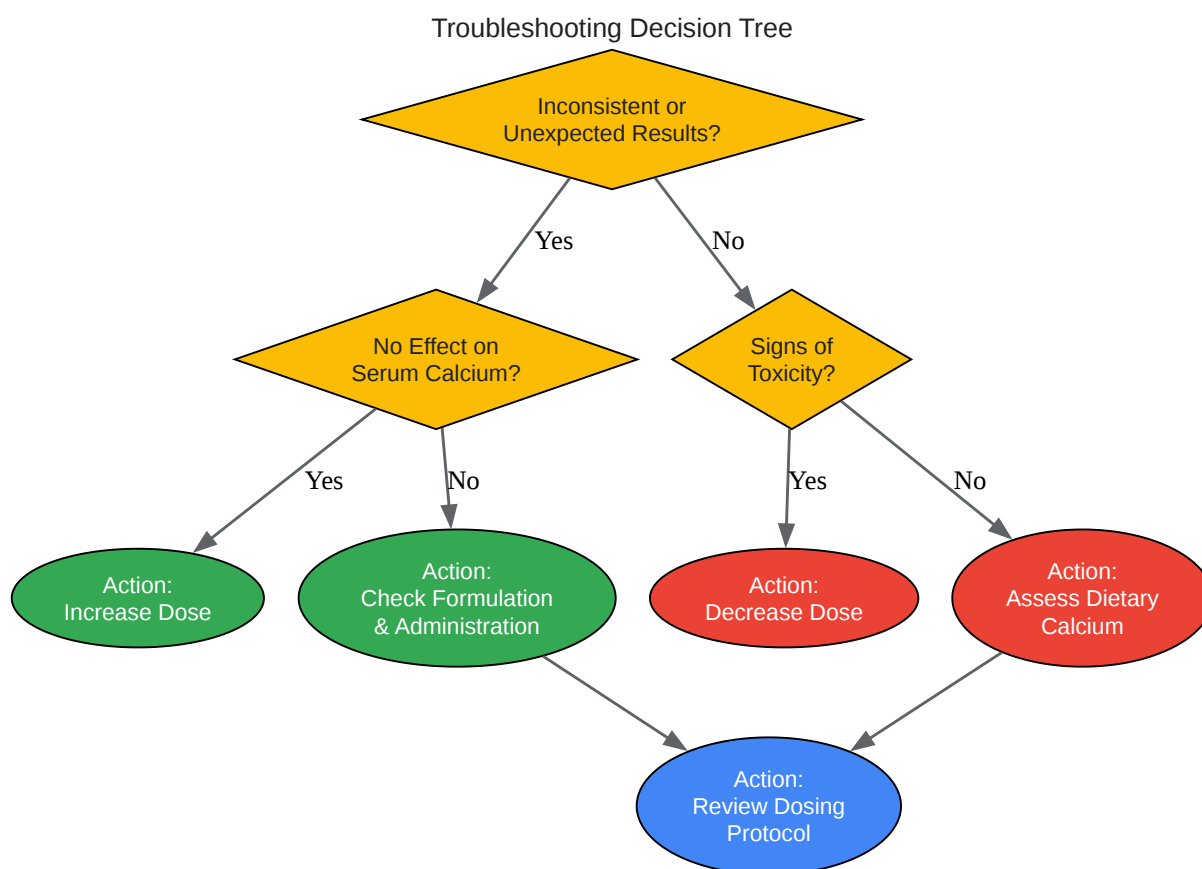 Troubleshooting Decision Tree
Inconsistent or
Unexpected Results?
Yes
No
No Effect on
Serum Calcium?
Signs of
Toxicity?
Yes
No
Yes
No
Action:
Increase Dose
Action:
Check Formulation
& Administration
Action:
Decrease Dose
Action:
Assess Dietary
Calcium
Action:
Review Dosing
Protocol